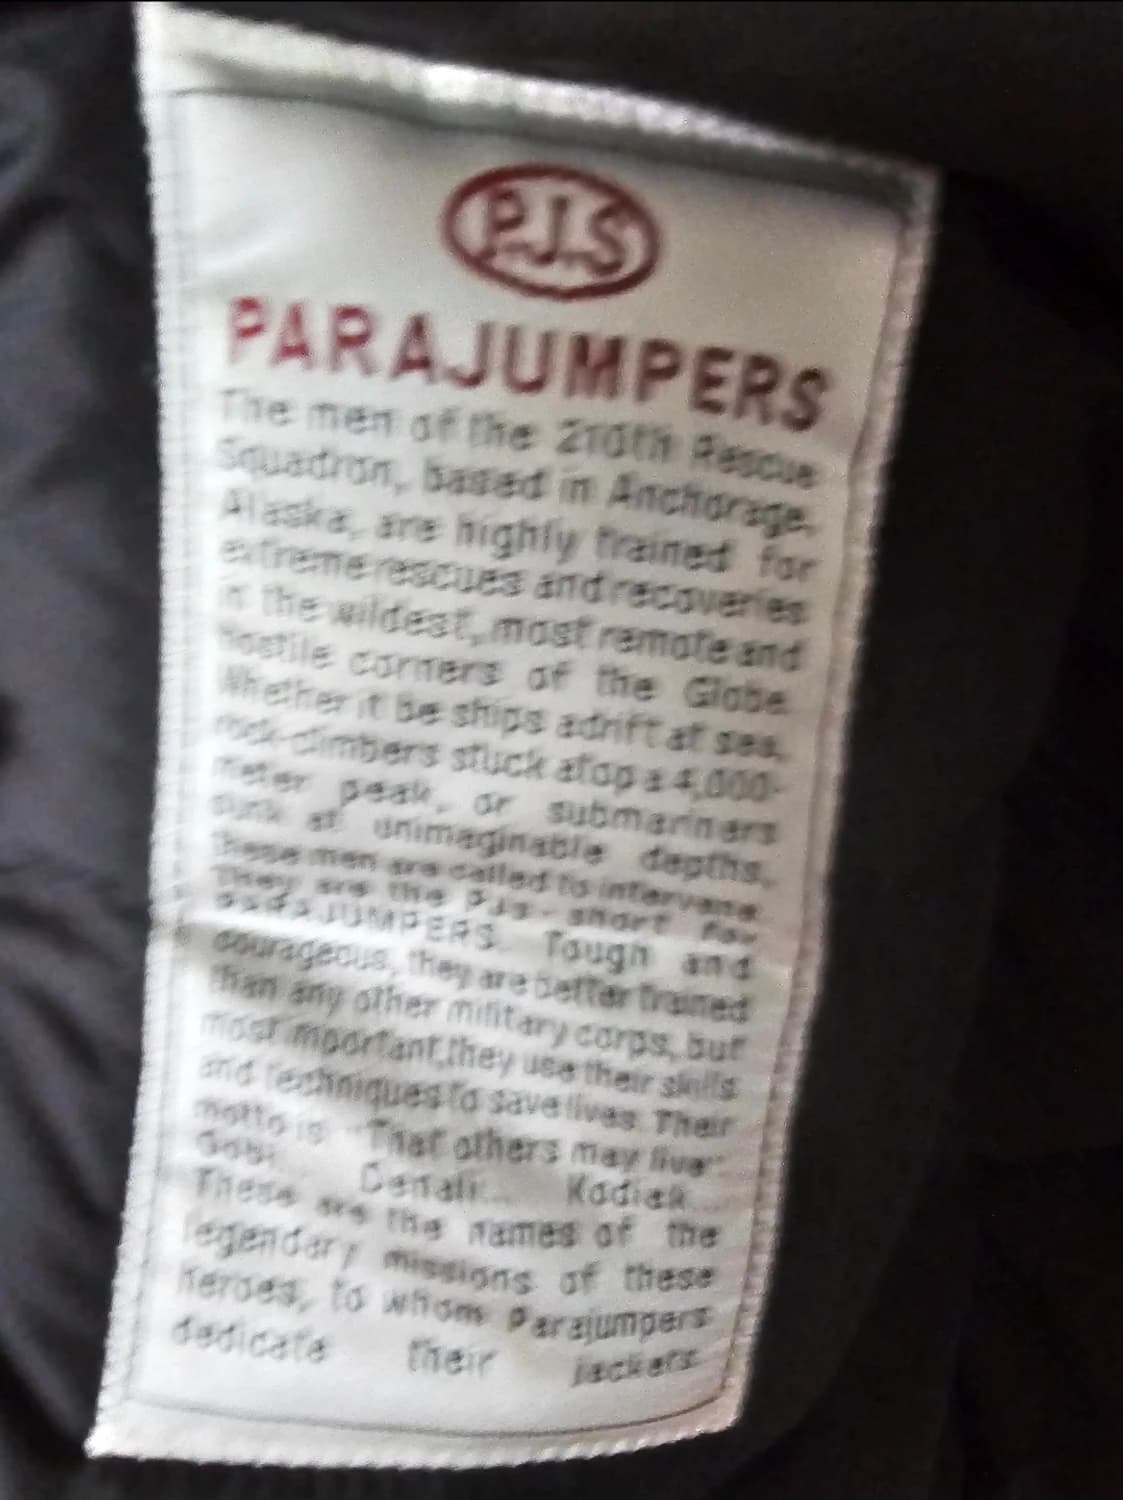 P.J.S
PARAJUMPERS
The men of the 210th Rescue
Squadron, based in Anchorage,
Alaska, are highly trained for
extreme rescues and recoveries
in the wildest, most remote and
hostile corners of the Globe.
Whether it be ships adrift at sea,
rock-climbers stuck atop a 4,000-
meter peak, or submariners
sunk at unimaginable depths,
these men are called to intervene.
They are the PJs - short for
PARAJUMPERS. Tough and
courageous, they are better trained
than any other military corps, but
most important, they use their skills
and techniques to save lives. Their
motto is "That others may live".
Gobi... Denali... Kodiak...
These are the names of the
legendary missions of these
heroes, to whom Parajumpers
dedicate their jackets.